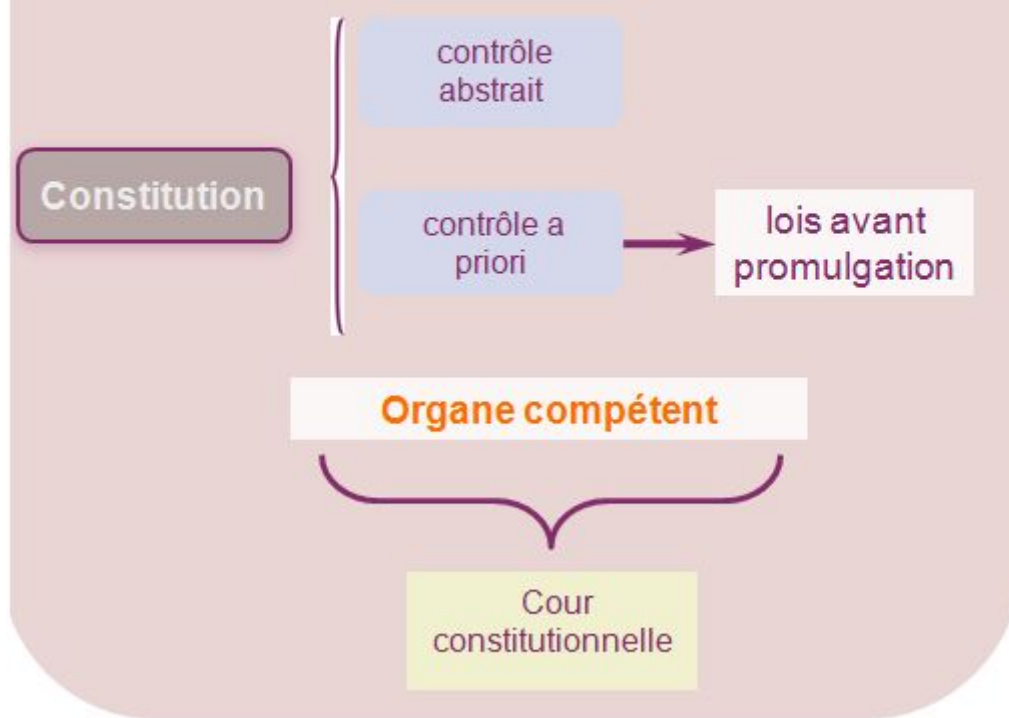 contrôle
abstrait
Constitution
contrôle a
priori
lois avant
promulgation
Organe compétent
Cour
constitutionnelle